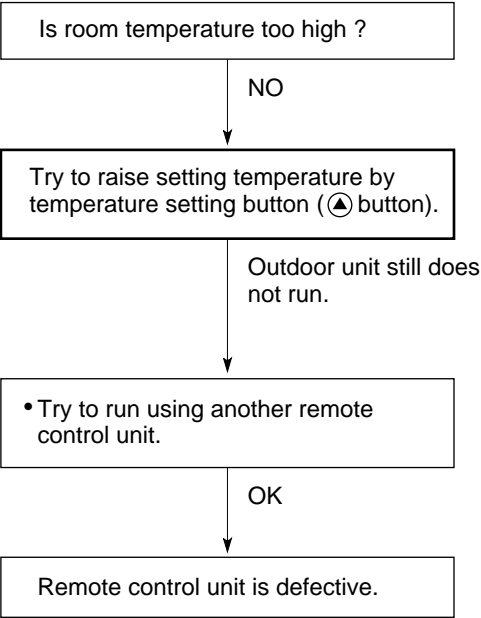 Is room temperature too high ?
NO
Try to raise setting temperature by
temperature setting button ( button).
Outdoor unit still does
not run.
• Try to run using another remote
control unit.
OK
Remote control unit is defective.